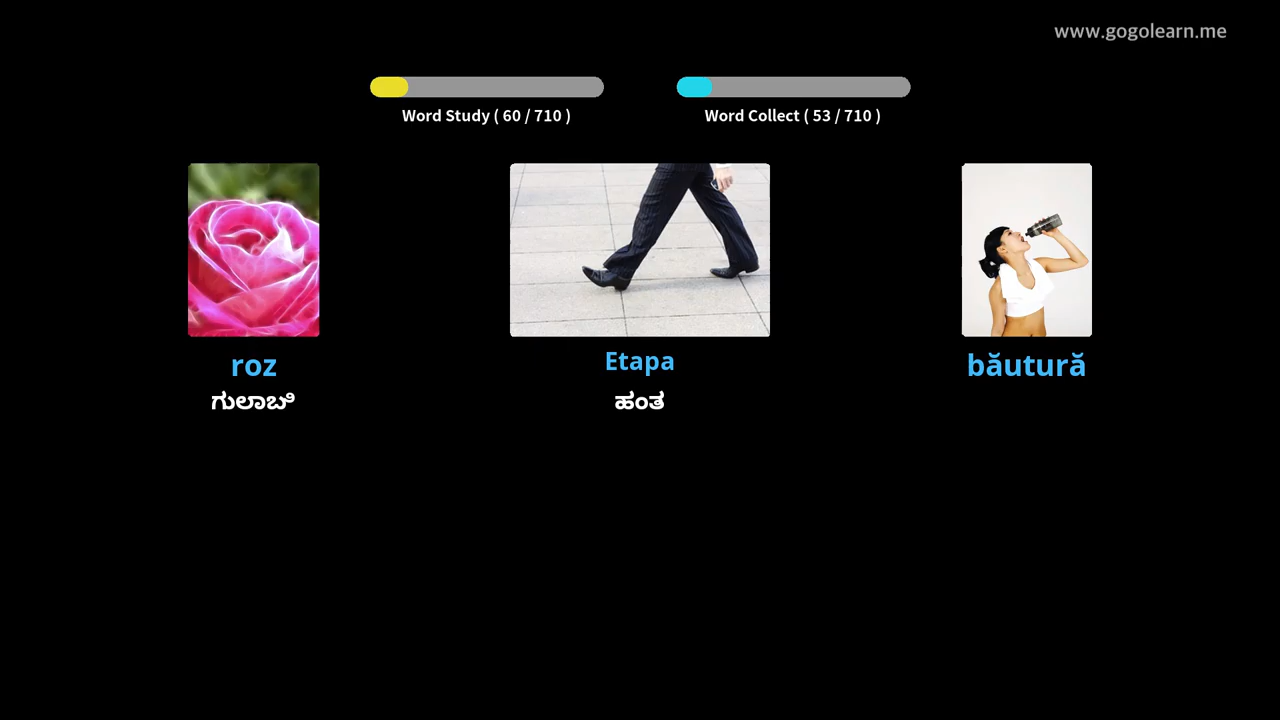 www.gogolearn.me
Word Study ( 60 / 710 )
Word Collect ( 53 / 710 )
roz
ಗುಲಾಬಿ
Etapa
ಹಂತ
băutură